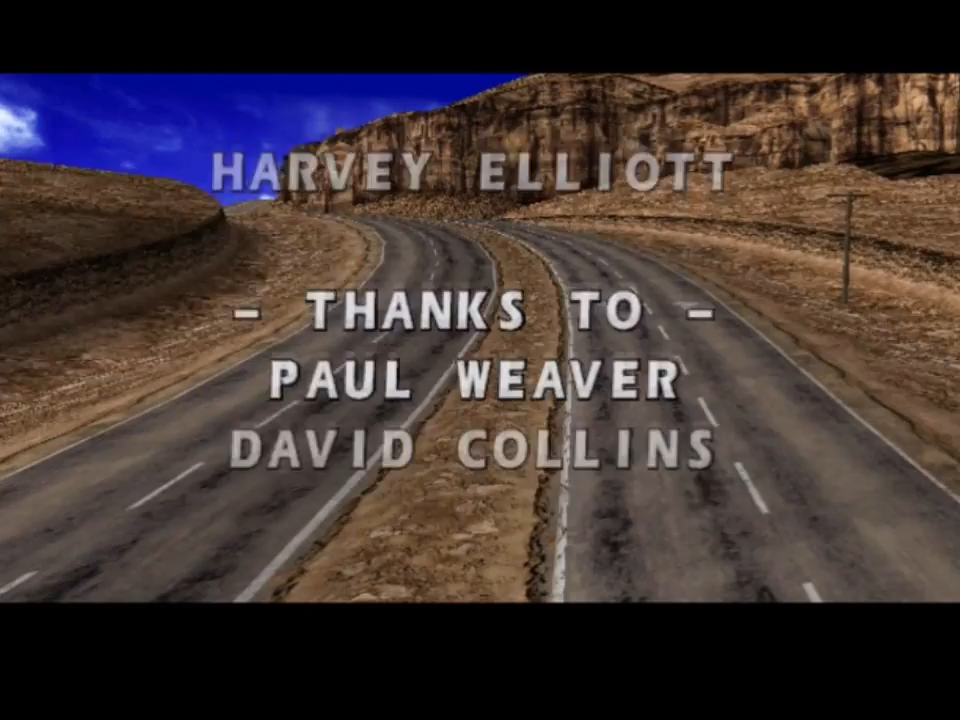 HARVEY ELLIOTT
- THANKS TO -
PAUL WEAVER
DAVID COLLINS